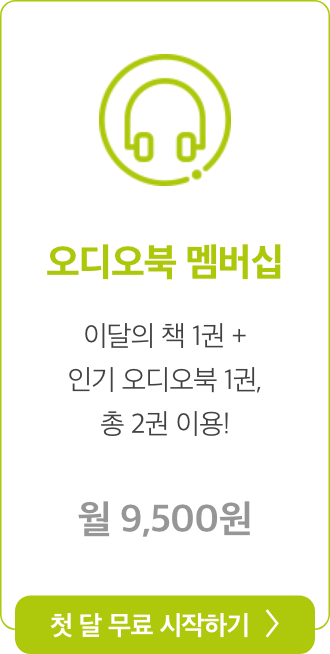 오디오북 멤버십
이달의 책 1권 +
인기 오디오북 1권,
총 2권 이용!
월 9,500원
첫 달 무료 시작하기 >